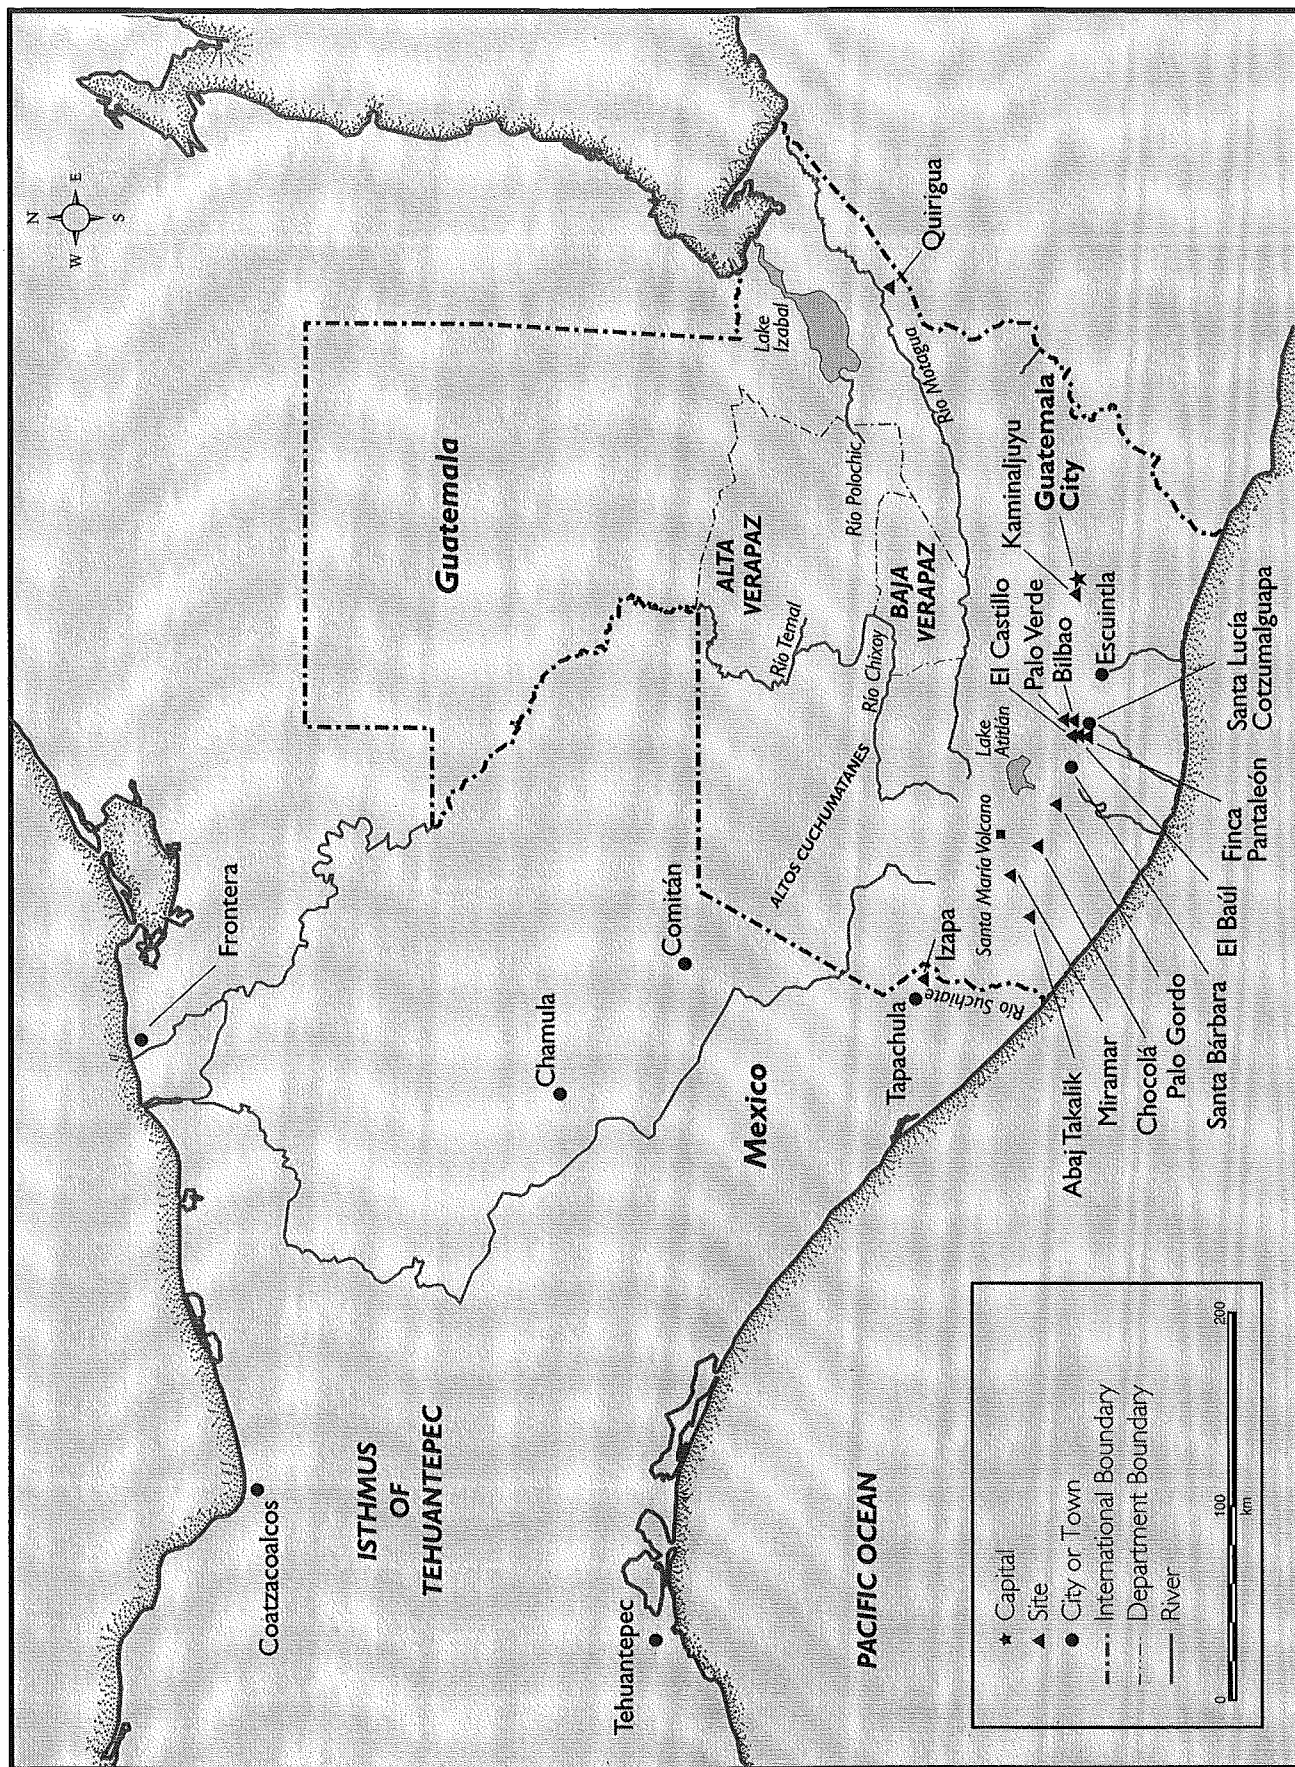 N
W
E
S
Frontera
Coatzacoalcos
Guatemala
ISTHMUS
OF
TEHUANTEPEC
Chamula
Comitán
Tehuantepec
Mexico
ALTA
VERAPAZ
Lake
Izabal
Río Temal
Río Polochic
ALTOS CUCHUMATANES
Río Chixoy
BAJA
VERAPAZ
Río Motagua
Quirigua
PACIFIC OCEAN
Tapachula
Izapa
Río Suchiate
Santa María Volcano
Lake
Atitlán
El Castillo
Palo Verde
Bilbao
Kaminaljuyu
Guatemala
City
Escuintla
Abaj Takalik
Miramar
Chocolá
Palo Gordo
Santa Bárbara
El Baúl
Finca
Pantaleón
Santa Lucía
Cotzumalguapa
Capital
Site
City or Town
International Boundary
Department Boundary
River
0
100
200
km